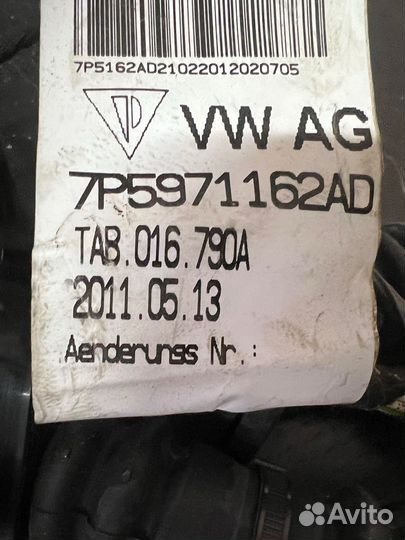 7P5162AD21022012020705
VW AG
7P5971162AD
TAB.016.790A
2011.05.13
Aenderungs Nr.:
Avito